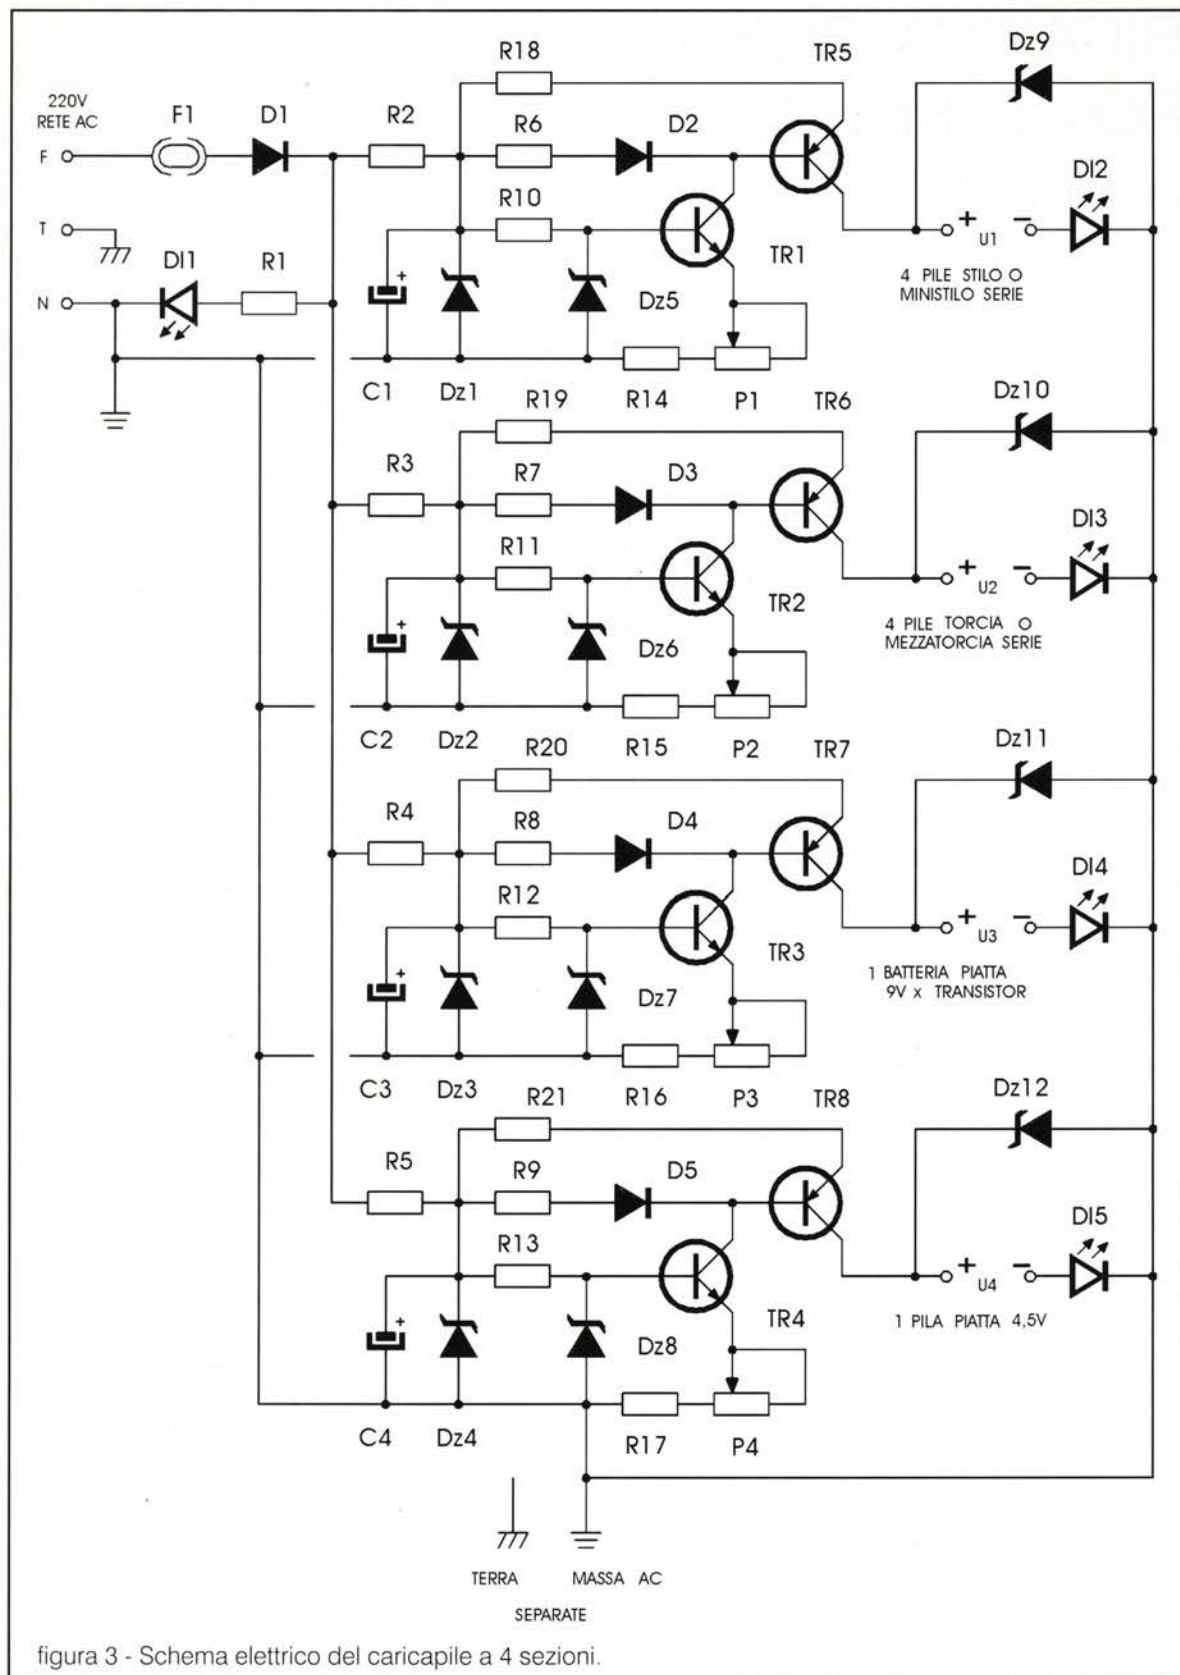 R18
TR5
Dz9
220V
RETE AC
F1
D1
R2
R6
D2
F
DI2
R10
T
DI1
R1
TR1
+
U1
−
N
+
Dz5
4 PILE STILO O
MINISTILO SERIE
C1
Dz1
R14
P1
R19
TR6
Dz10
R3
R7
D3
DI3
R11
+
U2
−
TR2
+
Dz6
4 PILE TORCIA O
MEZZATORCIA SERIE
C2
Dz2
R15
P2
R20
TR7
Dz11
R4
R8
D4
DI4
R12
+
U3
−
TR3
+
Dz7
1 BATTERIA PIATTA
9V x TRANSISTOR
C3
Dz3
R16
P3
R21
TR8
Dz12
R5
R9
D5
DI5
R13
+
U4
−
TR4
+
Dz8
1 PILA PIATTA 4,5V
C4
Dz4
R17
P4
TERRA
MASSA AC
SEPARATE
figura 3 - Schema elettrico del caricapile a 4 sezioni.